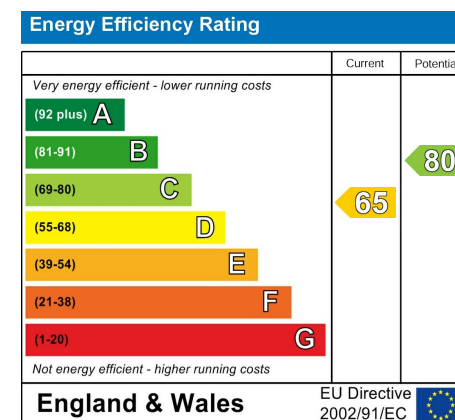 Energy Efficiency Rating
Current Potentia
Very energy efficient - lower running costs
(92 plus) A
(81-91) B
80
(69-80) C
65
(55-68) D
(39-54) E
(21-38) F
(1-20) G
Not energy efficient - higher running costs
England & Wales
EU Directive
2002/91/EC